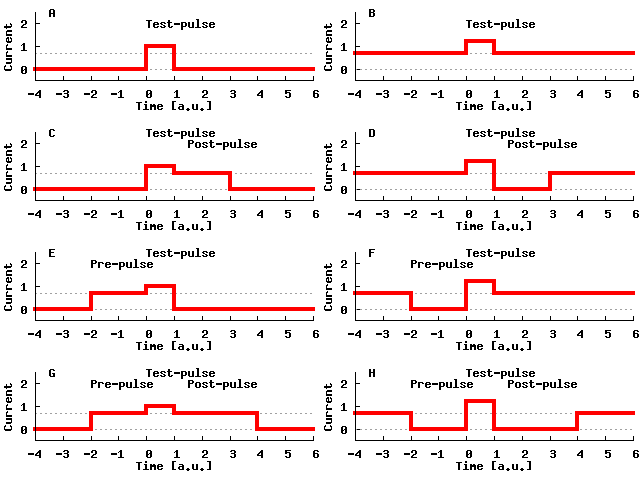 A Test-pulse
2
1
0
Current
-4 -3 -2 -1 0 1 2 3 4 5 6
Time [a.u.]
B Test-pulse
2
1
0
Current
-4 -3 -2 -1 0 1 2 3 4 5 6
Time [a.u.]
C Test-pulse
Post-pulse
2
1
0
Current
-4 -3 -2 -1 0 1 2 3 4 5 6
Time [a.u.]
D Test-pulse
Post-pulse
2
1
0
Current
-4 -3 -2 -1 0 1 2 3 4 5 6
Time [a.u.]
E Test-pulse
Pre-pulse
2
1
0
Current
-4 -3 -2 -1 0 1 2 3 4 5 6
Time [a.u.]
F Test-pulse
Pre-pulse
2
1
0
Current
-4 -3 -2 -1 0 1 2 3 4 5 6
Time [a.u.]
G Test-pulse
Pre-pulse Post-pulse
2
1
0
Current
-4 -3 -2 -1 0 1 2 3 4 5 6
Time [a.u.]
H Test-pulse
Pre-pulse Post-pulse
2
1
0
Current
-4 -3 -2 -1 0 1 2 3 4 5 6
Time [a.u.]